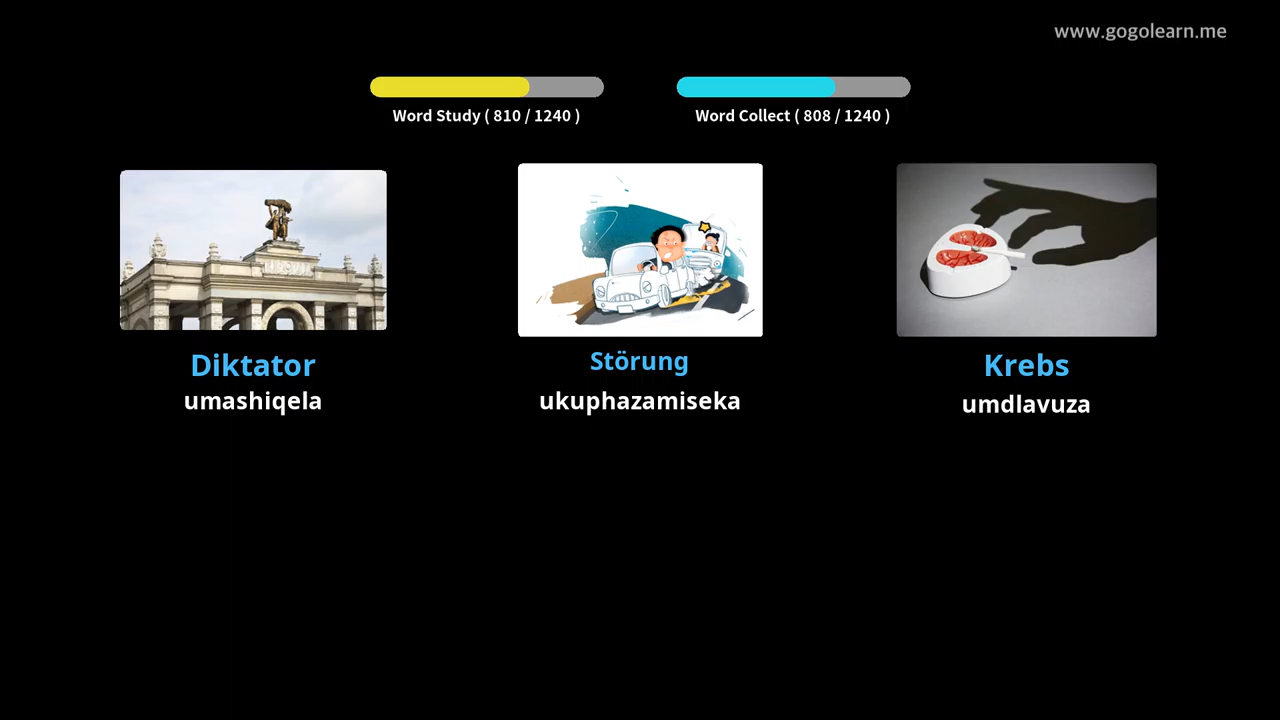 www.gogolearn.me
Word Study ( 810 / 1240 )
Word Collect ( 808 / 1240 )
Diktator
umashiqela
Störung
ukuphazamiseka
Krebs
umdlavuza